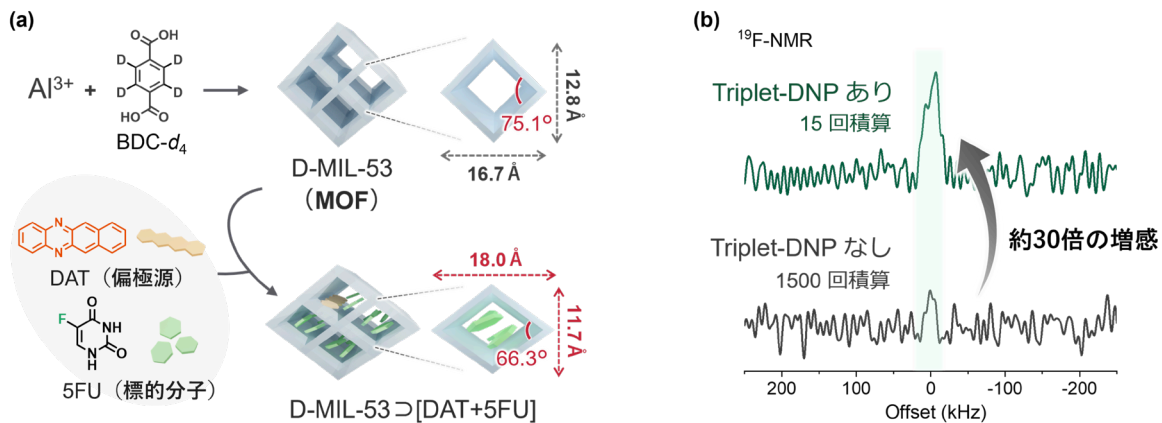 (a)
Al3+ + 
OH
O
D
D
D
D
HO
O
BDC-d4
D-MIL-53
(MOF)
75.1°
12.8 Å
16.7 Å
N
N
DAT（偏極源）
F
O
NH
N
H
O
5FU（標的分子）
18.0 Å
11.7 Å
66.3°
D-MIL-53⊃[DAT+5FU]
(b)
19F-NMR
Triplet-DNP あり
15 回積算
約30倍の増感
Triplet-DNP なし
1500 回積算
200 100 0 -100 -200
Offset (kHz)